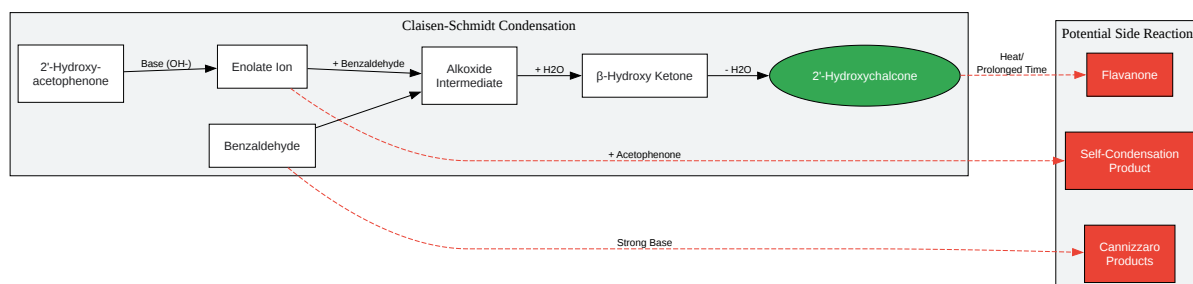 Claisen-Schmidt Condensation
2'-Hydroxy-
acetophenone
Base (OH-)
Enolate Ion
+ Benzaldehyde
Alkoxide
Intermediate
+ H2O
β-Hydroxy Ketone
- H2O
2'-Hydroxychalcone
Benzaldehyde
Heat/
Prolonged Time
+ Acetophenone
Strong Base
Potential Side Reaction
Flavanone
Self-Condensation
Product
Cannizzaro
Products